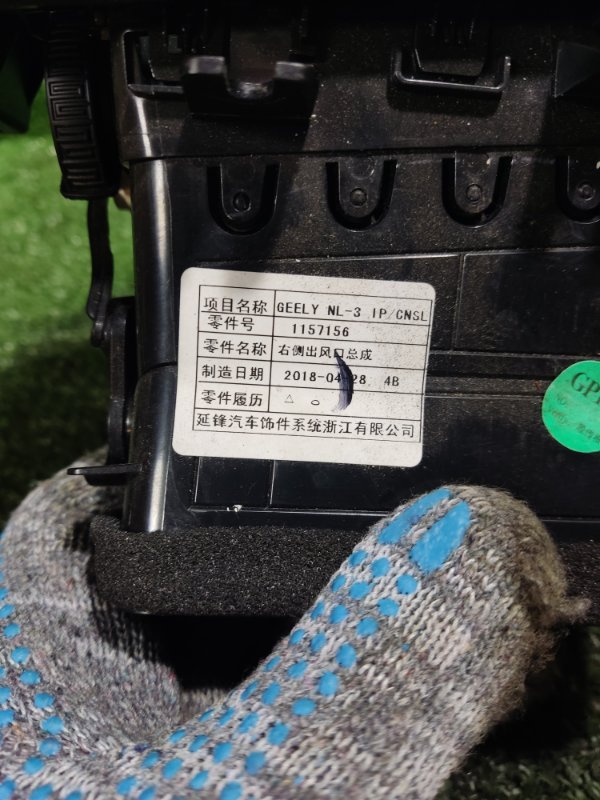 项目名称 GEELY NL-3 IP/CNSL
零件号 1157156
零件名称 右侧出风口总成
制造日期 2018-04-28 4B
零件履历 △ ○
延锋汽车饰件系统浙江有限公司
GP